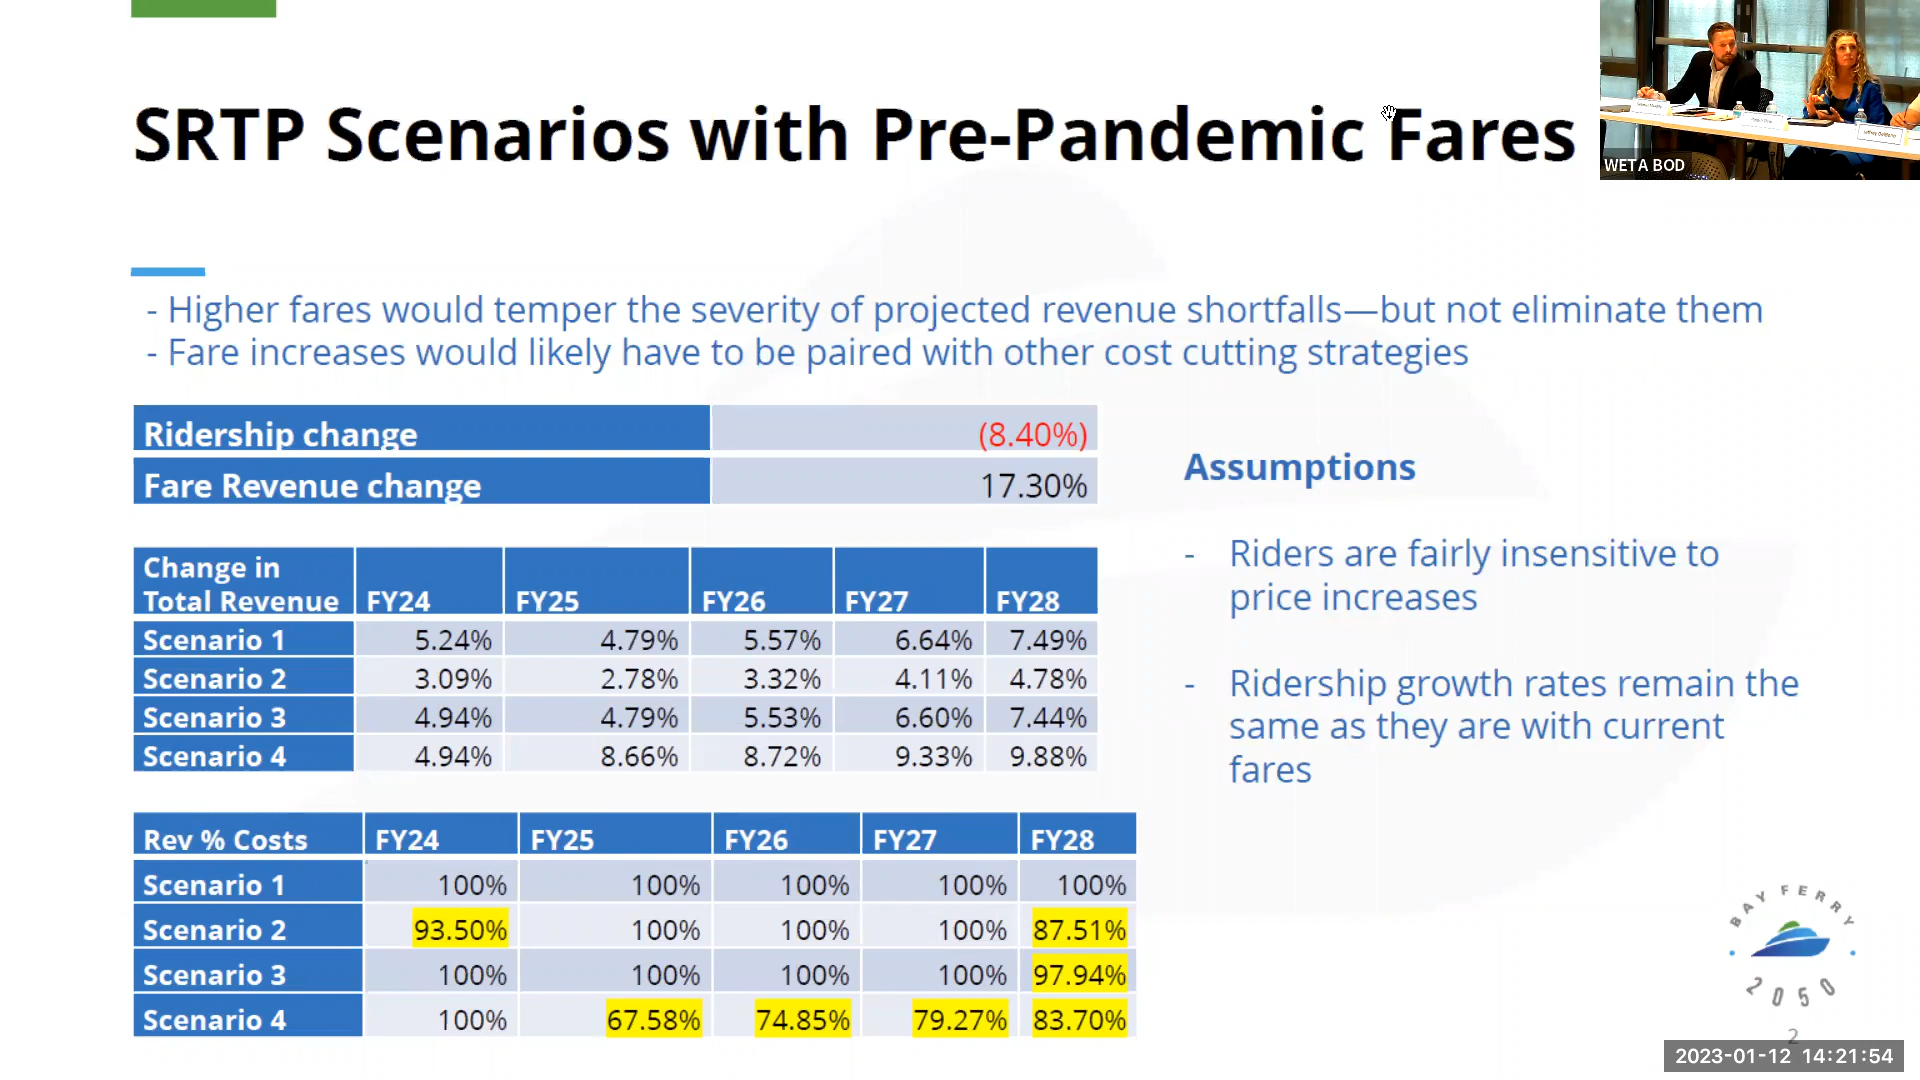 SRTP Scenarios with Pre-Pandemic Fares
WETA BOD
- Higher fares would temper the severity of projected revenue shortfalls—but not eliminate them
- Fare increases would likely have to be paired with other cost cutting strategies
Ridership change (8.40%)
Fare Revenue change 17.30%
Change in
Total Revenue FY24 FY25 FY26 FY27 FY28
Scenario 1 5.24% 4.79% 5.57% 6.64% 7.49%
Scenario 2 3.09% 2.78% 3.32% 4.11% 4.78%
Scenario 3 4.94% 4.79% 5.53% 6.60% 7.44%
Scenario 4 4.94% 8.66% 8.72% 9.33% 9.88%
Rev % Costs FY24 FY25 FY26 FY27 FY28
Scenario 1 100% 100% 100% 100% 100%
Scenario 2 93.50% 100% 100% 100% 87.51%
Scenario 3 100% 100% 100% 100% 97.94%
Scenario 4 100% 67.58% 74.85% 79.27% 83.70%
Assumptions
- Riders are fairly insensitive to
price increases
- Ridership growth rates remain the
same as they are with current
fares
BAY FERRY
2050
2
2023-01-12 14:21:54